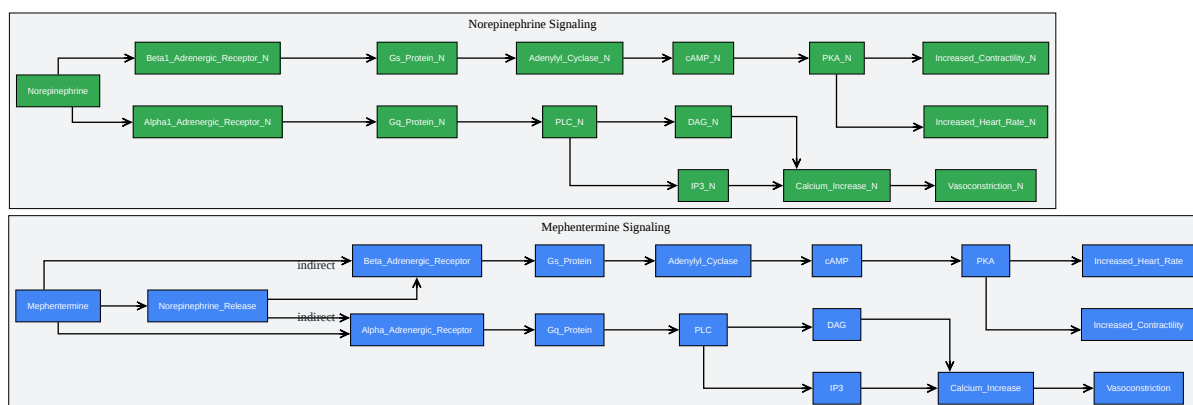 Norepinephrine Signaling
Beta1_Adrenergic_Receptor_N
Gs_Protein_N
Adenylyl_Cyclase_N
cAMP_N
PKA_N
Increased_Contractility_N
Norepinephrine
Alpha1_Adrenergic_Receptor_N
Gq_Protein_N
PLC_N
DAG_N
Increased_Heart_Rate_N
IP3_N
Calcium_Increase_N
Vasoconstriction_N
Mephentermine Signaling
indirect
Beta_Adrenergic_Receptor
Gs_Protein
Adenylyl_Cyclase
cAMP
PKA
Increased_Heart_Rate
Mephentermine
Norepinephrine_Release
indirect
Alpha_Adrenergic_Receptor
Gq_Protein
PLC
DAG
Increased_Contractility
IP3
Calcium_Increase
Vasoconstriction